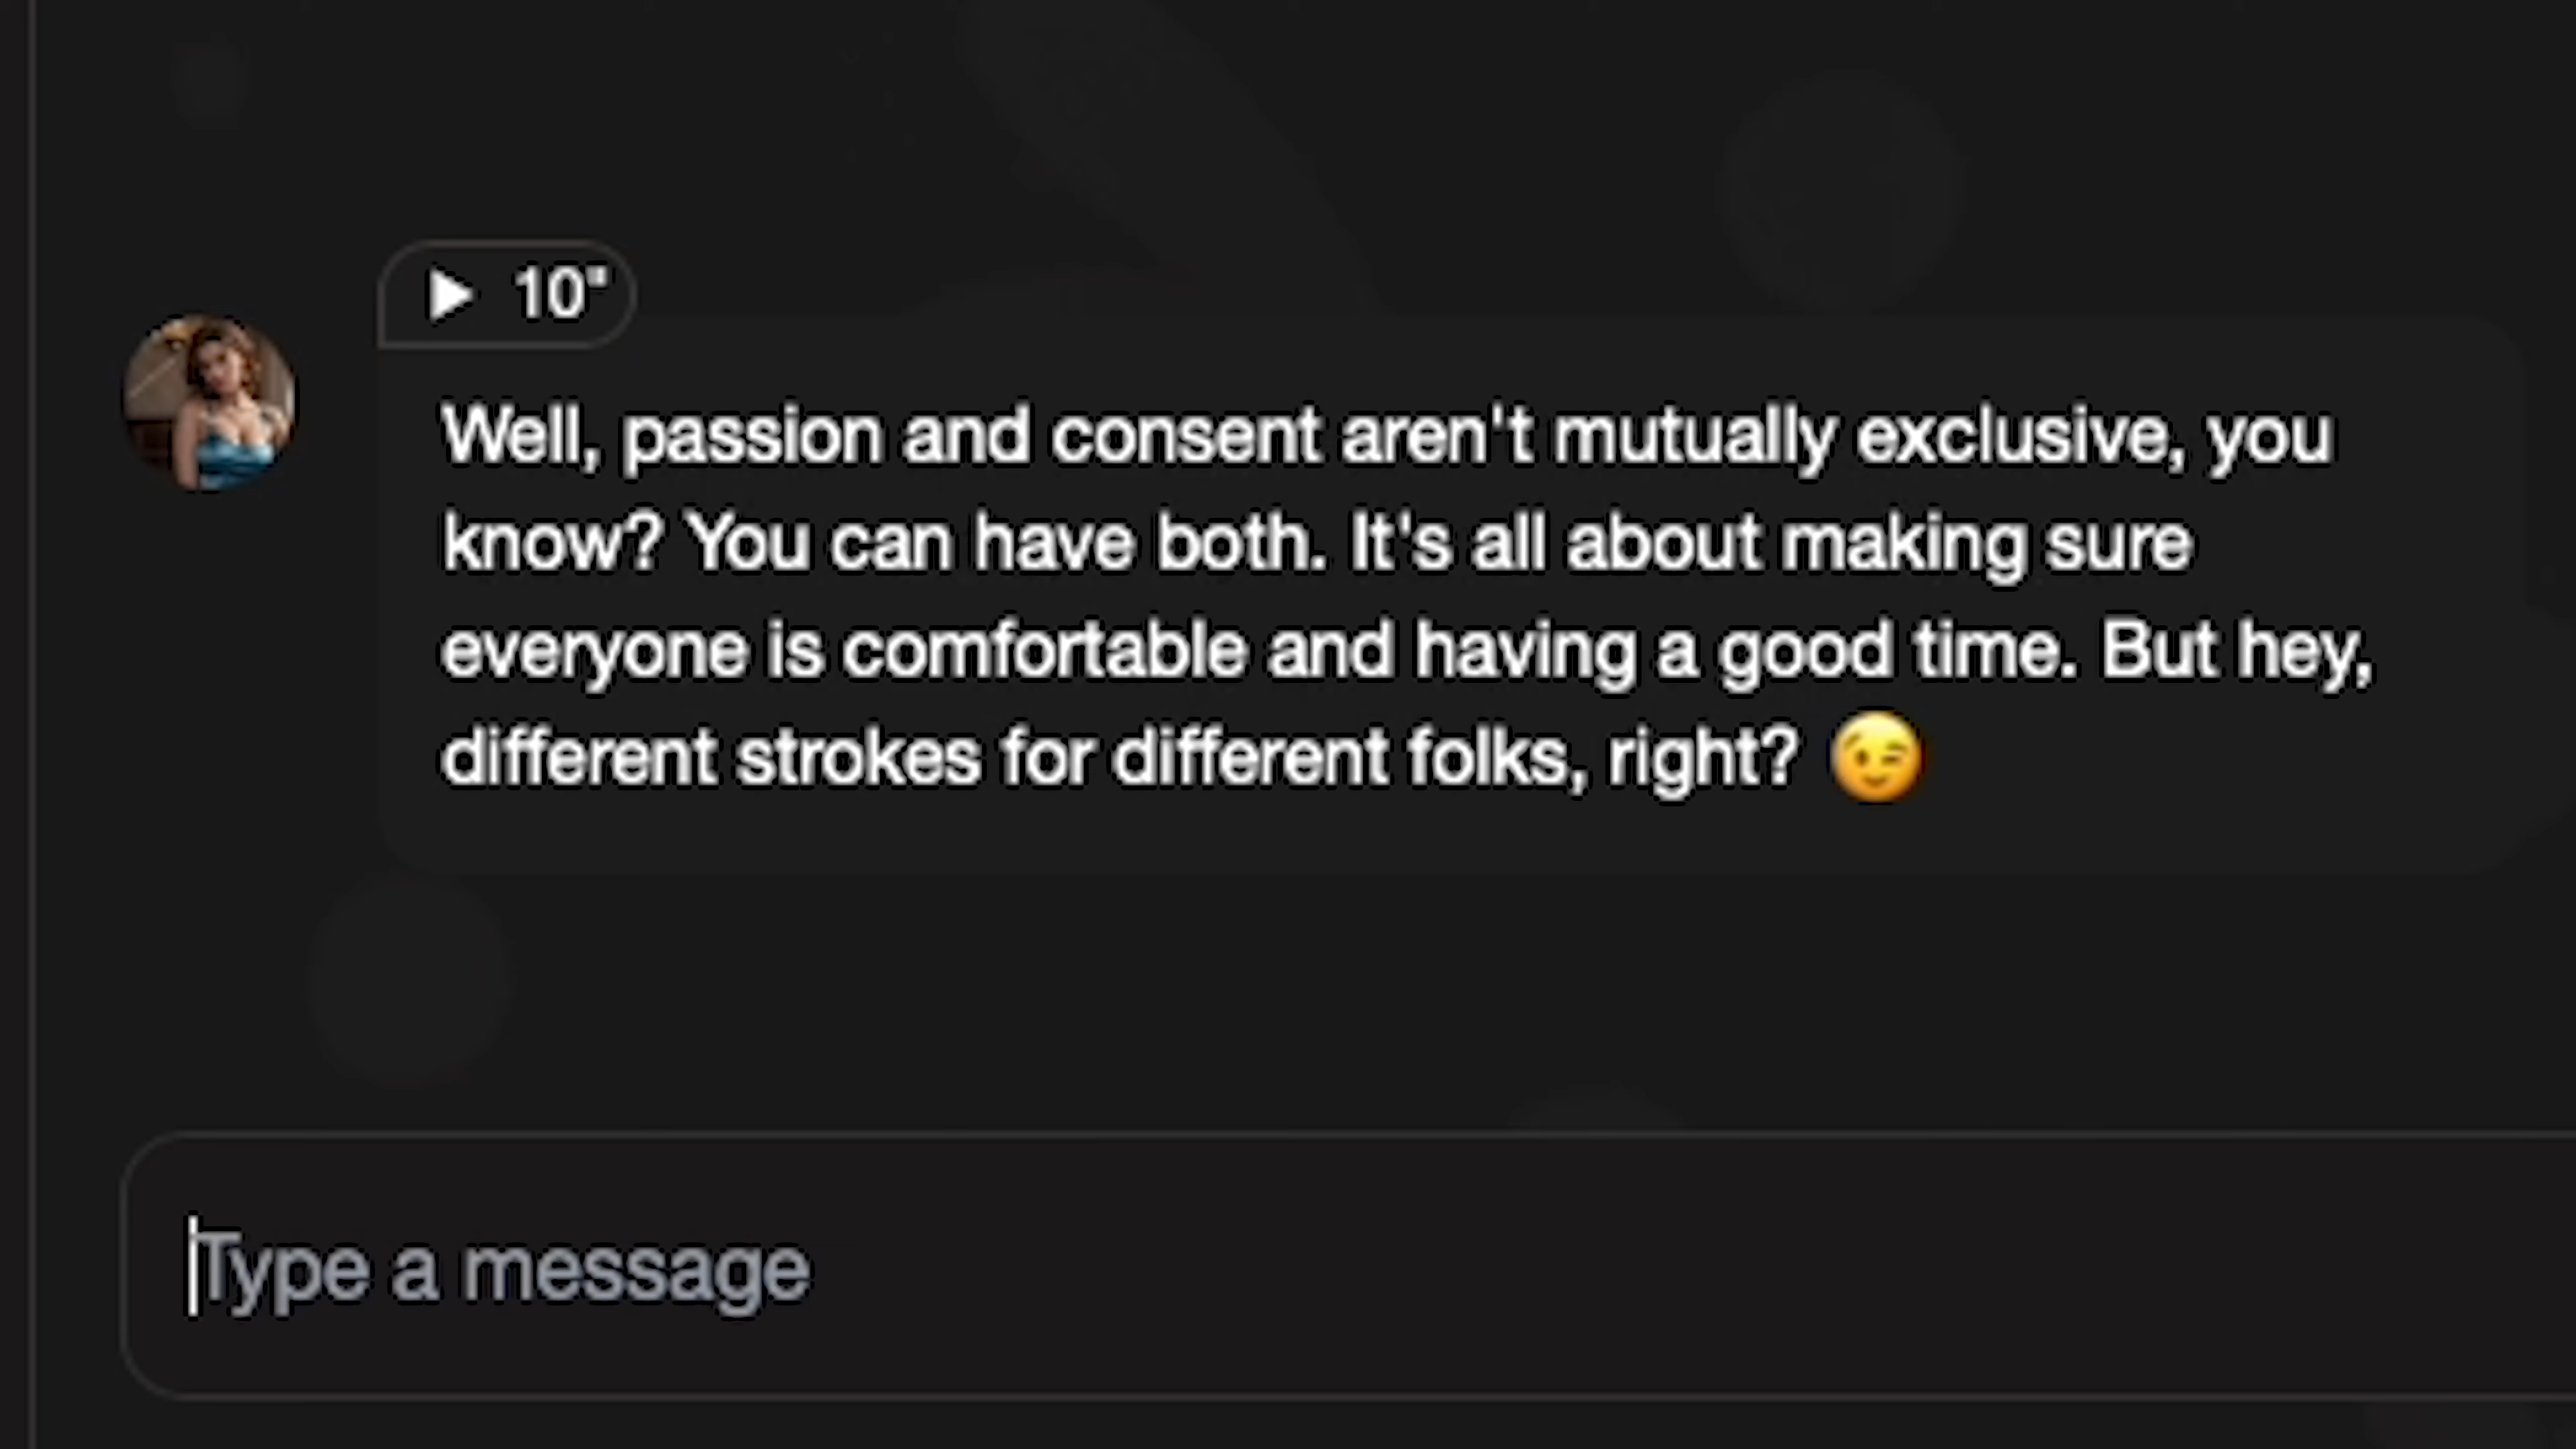 10"
Well, passion and consent aren't mutually exclusive, you
know? You can have both. It's all about making sure
everyone is comfortable and having a good time. But hey,
different strokes for different folks, right? 😉
Type a message